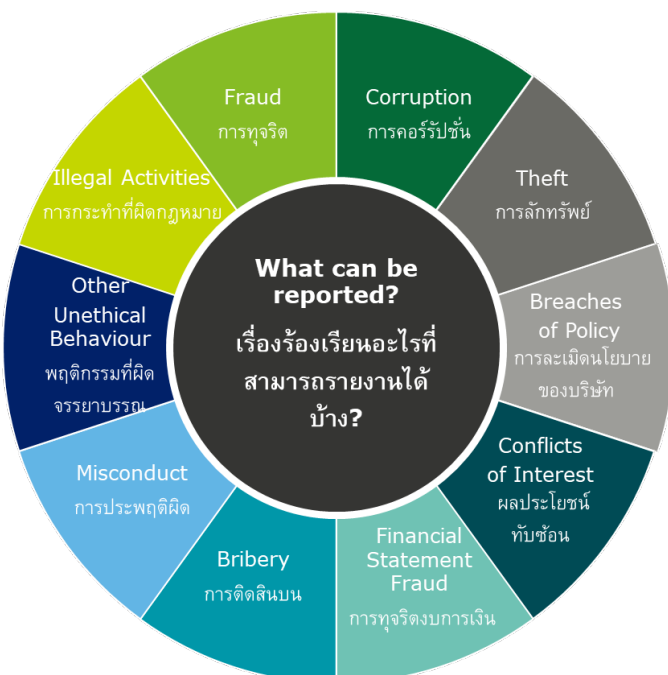 What can be
reported?
เรื่องร้องเรียนอะไรที่
สามารถรายงานได้
บ้าง?
Corruption
การคอร์รัปชั่น
Theft
การลักทรัพย์
Breaches
of Policy
การละเมิดนโยบาย
ของบริษัท
Conflicts
of Interest
ผลประโยชน์
ทับซ้อน
Financial
Statement
Fraud
การทุจริตงบการเงิน
Bribery
การติดสินบน
Misconduct
การประพฤติผิด
Other
Unethical
Behaviour
พฤติกรรมที่ผิด
จรรยาบรรณ
Illegal Activities
การกระทำที่ผิดกฎหมาย
Fraud
การทุจริต